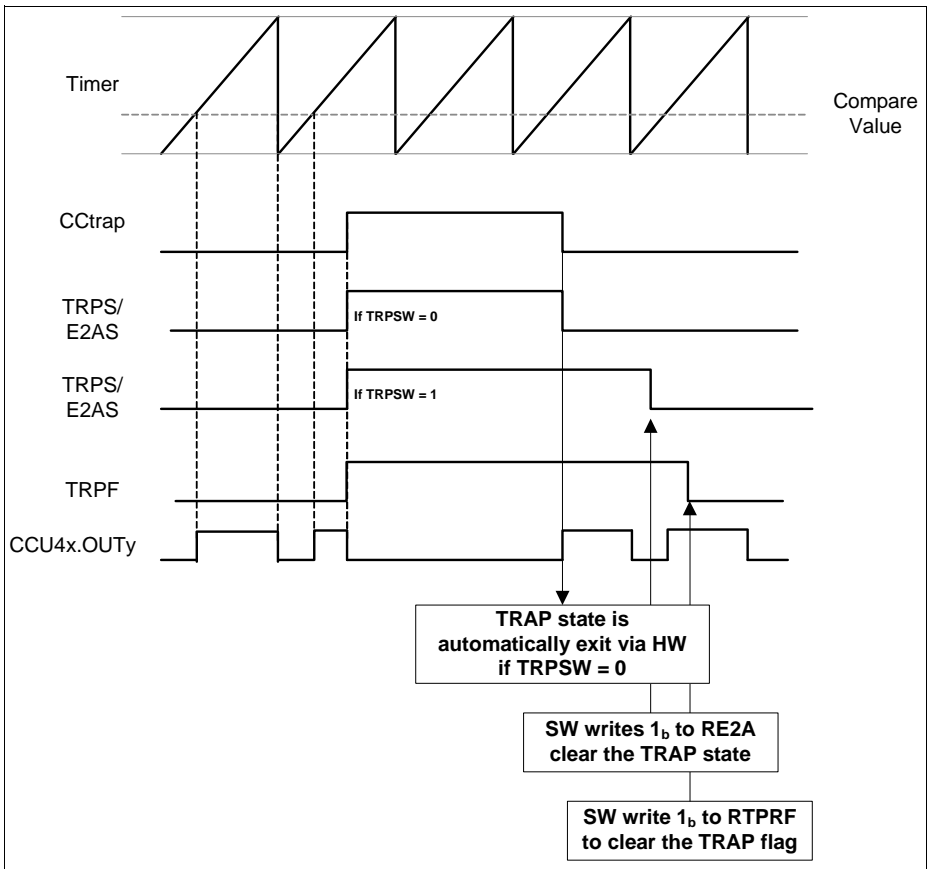 Timer
Compare
Value
CCtrap
TRPS/
E2AS
If TRPSW = 0
TRPS/
E2AS
If TRPSW = 1
TRPF
CCU4x.OUTy
TRAP state is
automatically exit via HW
if TRPSW = 0
SW writes 1b to RE2A
clear the TRAP state
SW write 1b to RTPRF
to clear the TRAP flag